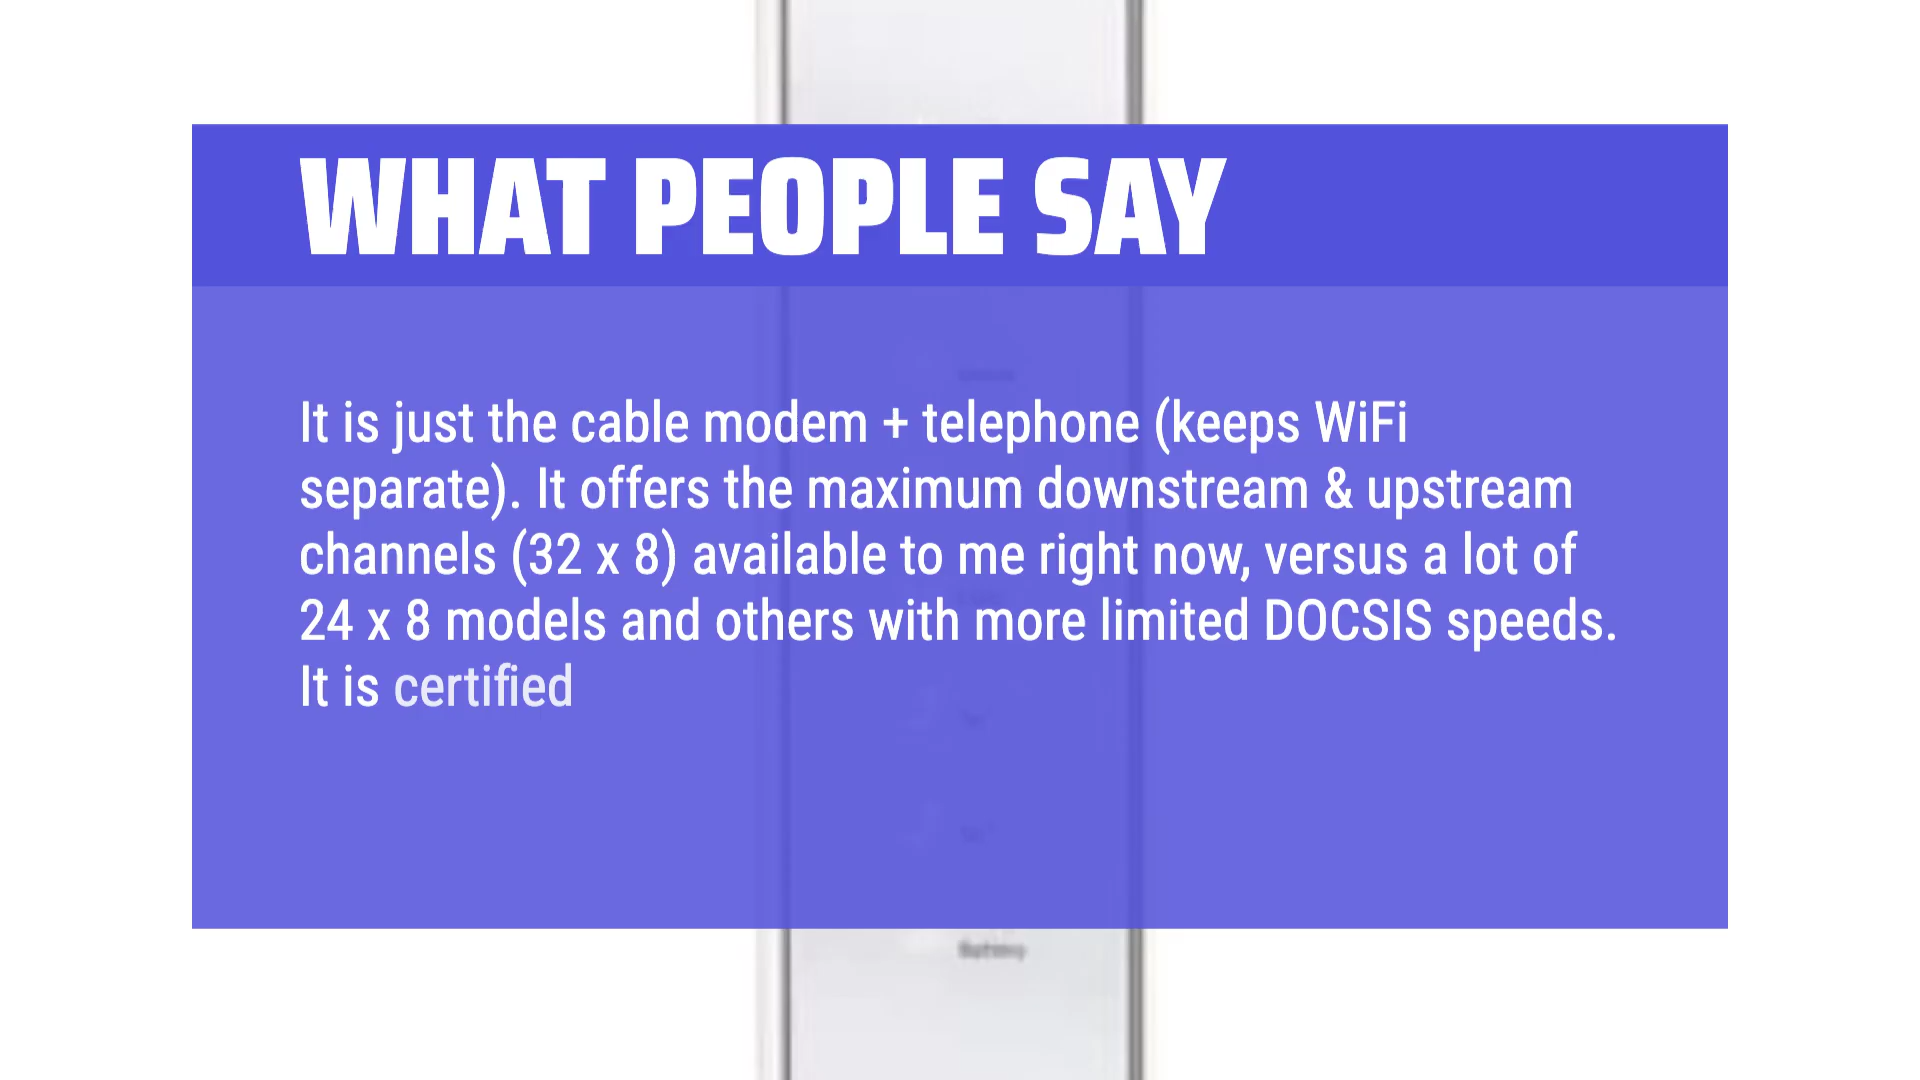 WHAT PEOPLE SAY
It is just the cable modem + telephone (keeps WiFi
separate). It offers the maximum downstream & upstream
channels (32 x 8) available to me right now, versus a lot of
24 x 8 models and others with more limited DOCSIS speeds.
It is certified
Battery